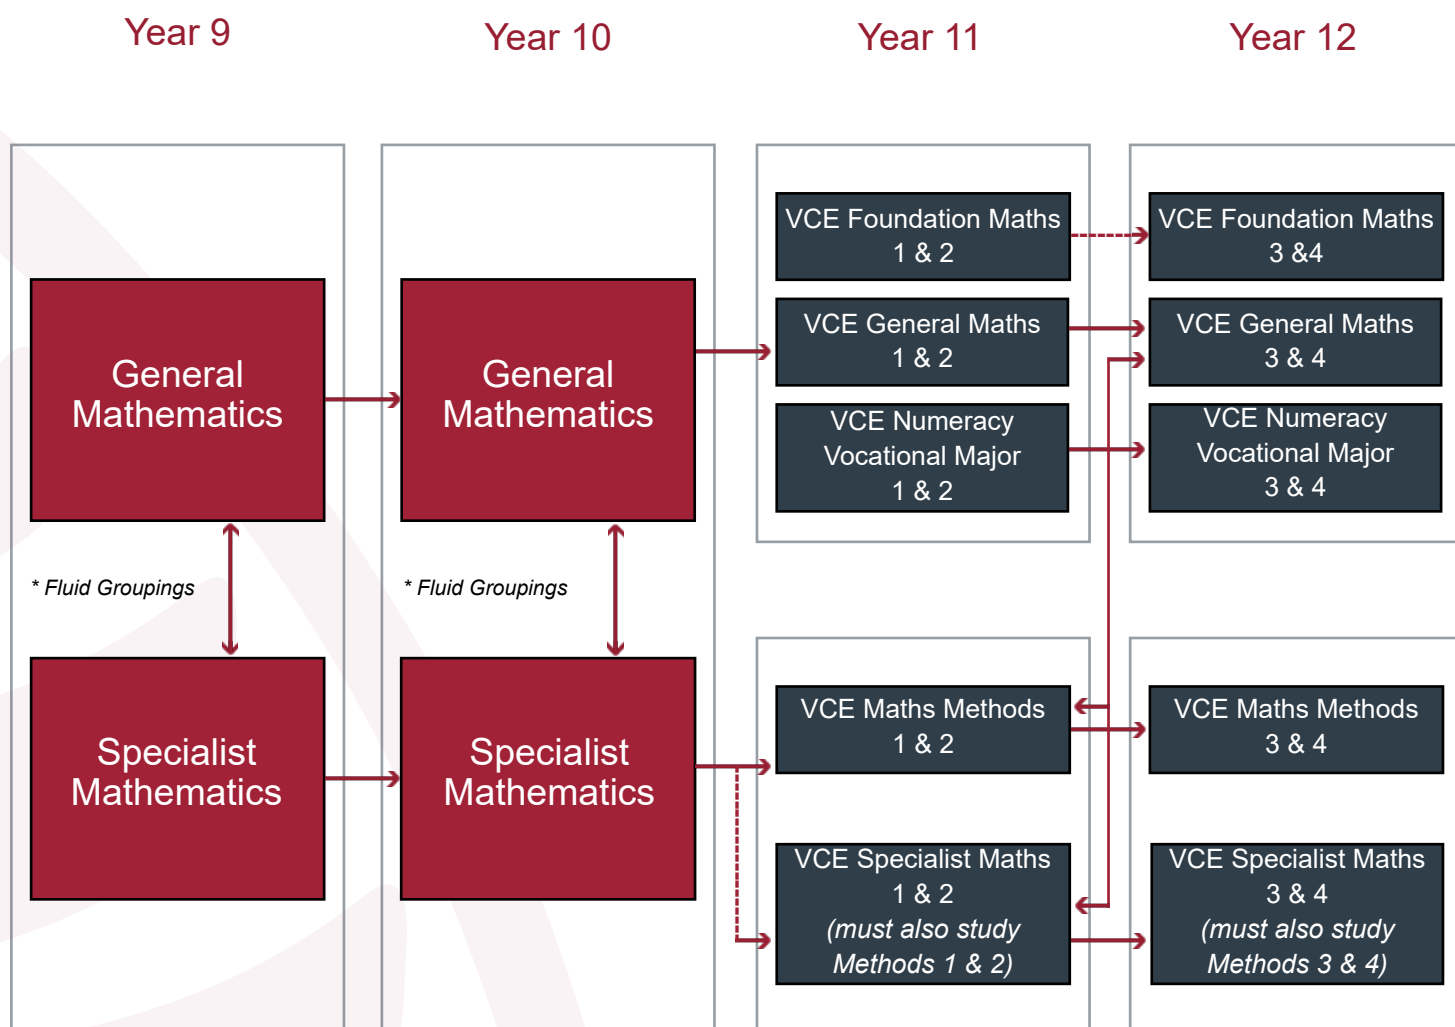 Year 9
Year 10
Year 11
Year 12
General
Mathematics
* Fluid Groupings
Specialist
Mathematics
General
Mathematics
* Fluid Groupings
Specialist
Mathematics
VCE Foundation Maths
1 & 2
VCE General Maths
1 & 2
VCE Numeracy
Vocational Major
1 & 2
VCE Maths Methods
1 & 2
VCE Specialist Maths
1 & 2
(must also study
Methods 1 & 2)
VCE Foundation Maths
3 &4
VCE General Maths
3 & 4
VCE Numeracy
Vocational Major
3 & 4
VCE Maths Methods
3 & 4
VCE Specialist Maths
3 & 4
(must also study
Methods 3 & 4)